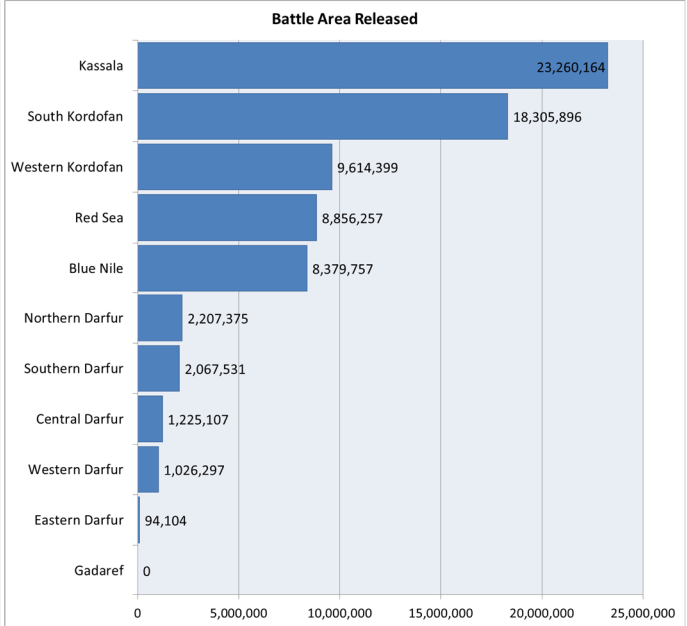 Battle Area Released
Kassala 23,260,164
South Kordofan 18,305,896
Western Kordofan 9,614,399
Red Sea 8,856,257
Blue Nile 8,379,757
Northern Darfur 2,207,375
Southern Darfur 2,067,531
Central Darfur 1,225,107
Western Darfur 1,026,297
Eastern Darfur 94,104
Gadaref 0
0 5,000,000 10,000,000 15,000,000 20,000,000 25,000,000